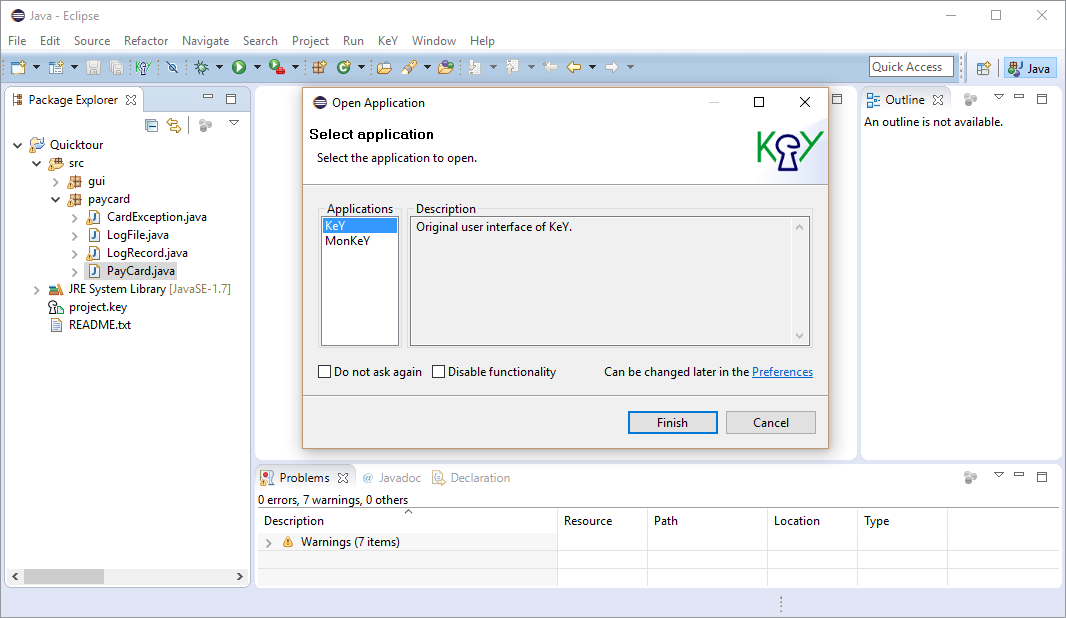 Java - Eclipse
File Edit Source Refactor Navigate Search Project Run KeY Window Help
KeY
Quick Access
Java
Package Explorer
Quicktour
src
gui
paycard
CardException.java
LogFile.java
LogRecord.java
PayCard.java
JRE System Library [JavaSE-1.7]
project.key
README.txt
Open Application
Select application
Select the application to open.
KeY
Applications
KeY
MonKeY
Description
Original user interface of KeY.
Do not ask again
Disable functionality
Can be changed later in the Preferences
Finish
Cancel
Outline
An outline is not available.
Problems
@ Javadoc
Declaration
0 errors, 7 warnings, 0 others
Description Resource Path Location Type
Warnings (7 items)